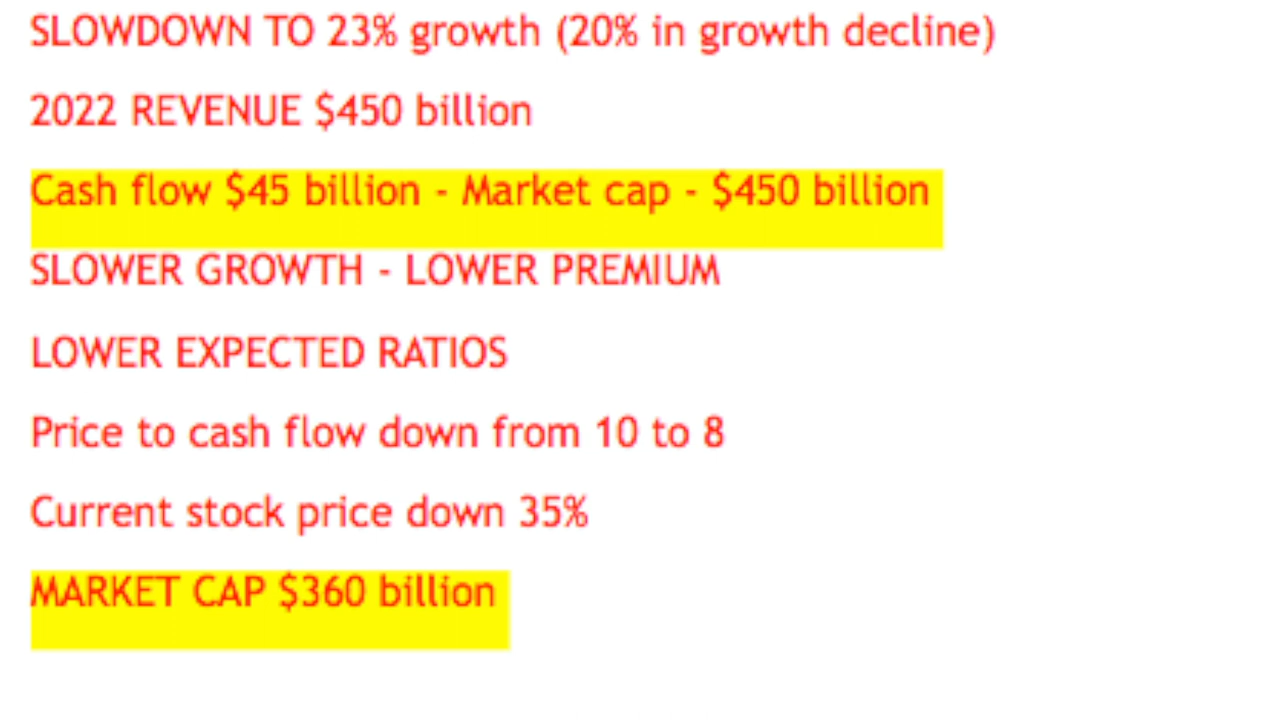 SLOWDOWN TO 23% growth (20% in growth decline)
2022 REVENUE $450 billion
Cash flow $45 billion - Market cap - $450 billion
SLOWER GROWTH - LOWER PREMIUM
LOWER EXPECTED RATIOS
Price to cash flow down from 10 to 8
Current stock price down 35%
MARKET CAP $360 billion